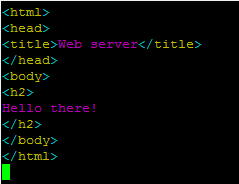 <html>
<head>
<title>Web server</title>
</head>
<body>
<h2>
Hello there!
</h2>
</body>
</html>